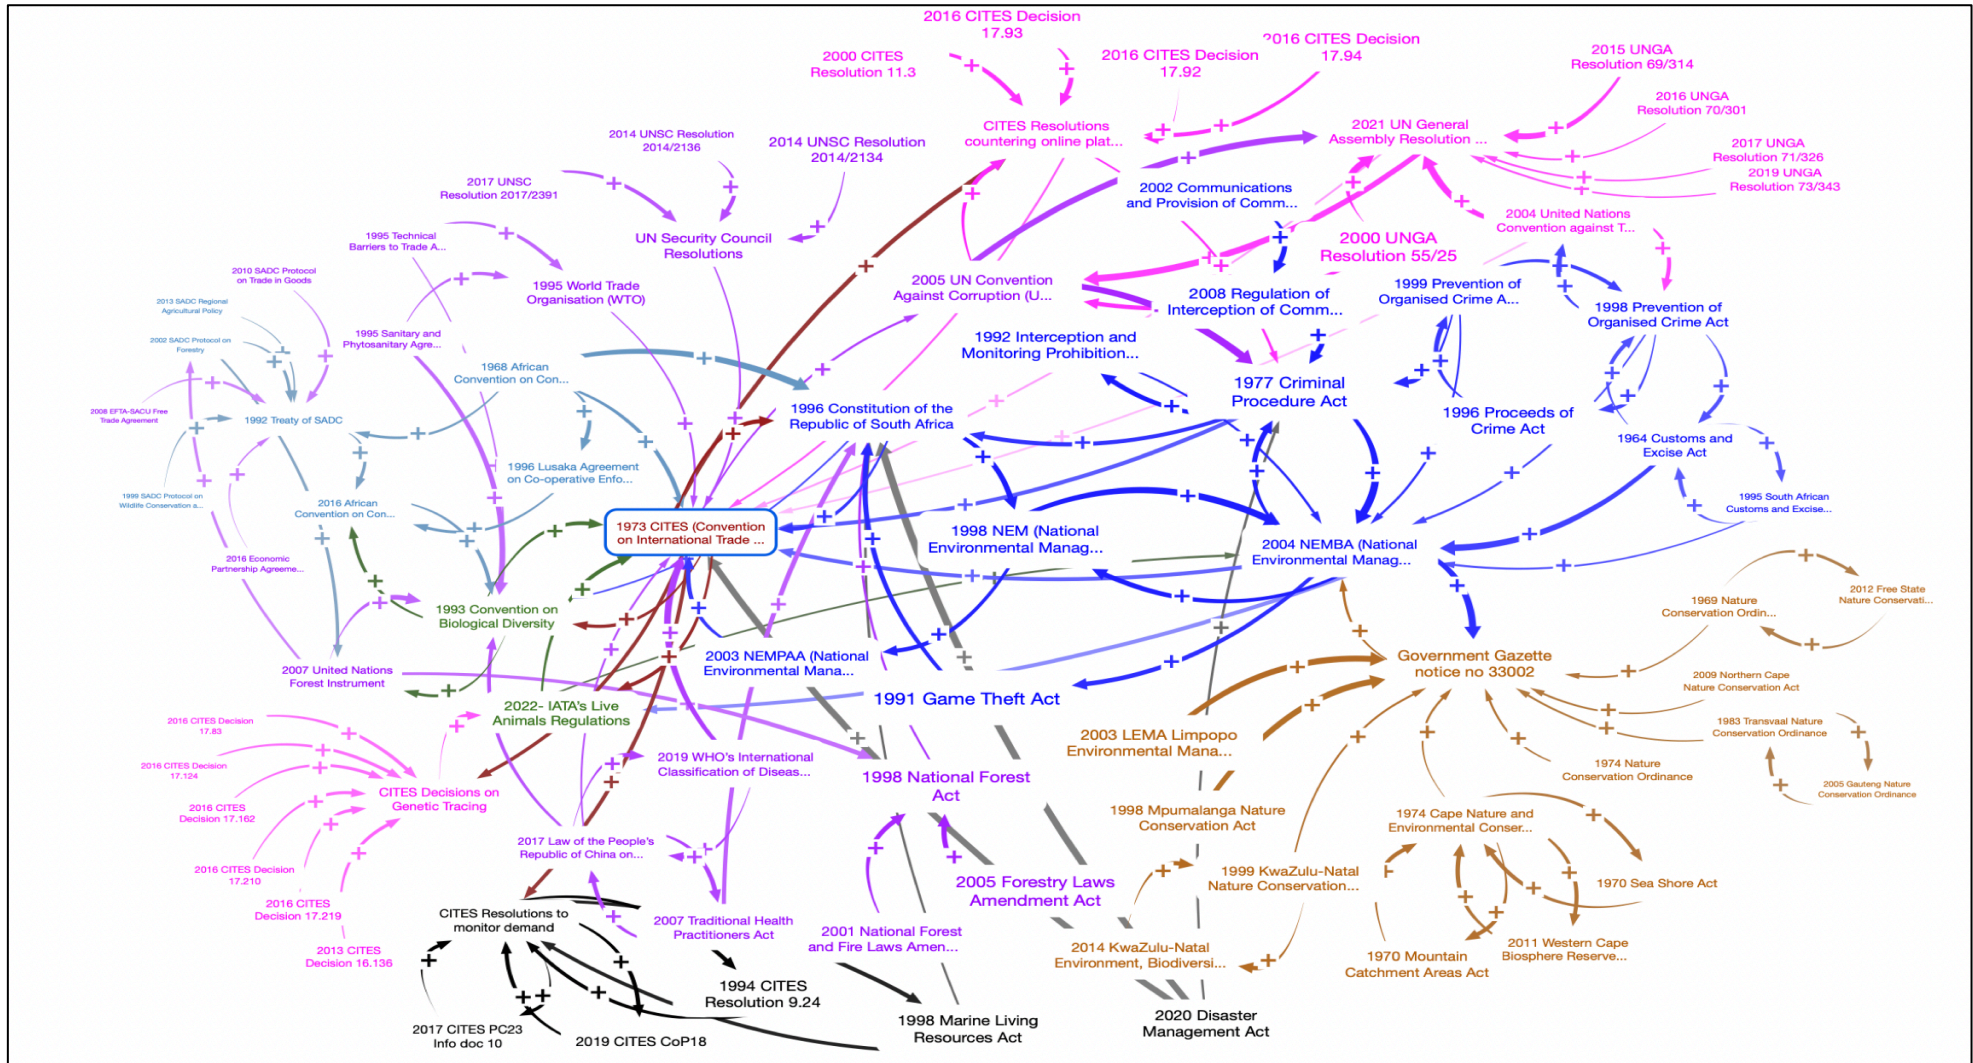 2016 CITES Decision
17.93
2000 CITES
Resolution 11.3
2016 CITES Decision
17.92
2016 CITES Decision
17.94
2015 UNGA
Resolution 69/314
2016 UNGA
Resolution 70/301
2017 UNGA
Resolution 71/326
2019 UNGA
Resolution 73/343
CITES Resolutions
countering online plat...
2021 UN General
Assembly Resolution ...
2014 UNSC Resolution
2014/2136
2014 UNSC Resolution
2014/2134
2017 UNSC
Resolution 2017/2391
2002 Communications
and Provision of Comm...
2004 United Nations
Convention against T...
1995 Technical
Barriers to Trade A...
UN Security Council
Resolutions
2000 UNGA
Resolution 55/25
2010 SADC Protocol
on Trade in Goods
1995 World Trade
Organisation (WTO)
2005 UN Convention
Against Corruption (U...
2008 Regulation of
Interception of Comm...
1999 Prevention of
Organised Crime A...
1998 Prevention of
Organised Crime Act
2013 SADC Regional
Agricultural Policy
2002 SADC Protocol on
Forestry
1995 Sanitary and
Phytosanitary Agre...
1992 Interception and
Monitoring Prohibition...
1968 African
Convention on Con...
1977 Criminal
Procedure Act
2008 EFTA-SACU Free
Trade Agreement
1992 Treaty of SADC
1996 Constitution of the
Republic of South Africa
1996 Proceeds of
Crime Act
1964 Customs and
Excise Act
1996 Lusaka Agreement
on Co-operative Enfo...
1999 SADC Protocol on
Wildlife Conservation a...
2016 African
Convention on Con...
1995 South African
Customs and Excise...
1973 CITES (Convention
on International Trade ...
1998 NEM (National
Environmental Manag...
2004 NEMBA (National
Environmental Manag...
2016 Economic
Partnership Agreeme...
1993 Convention on
Biological Diversity
1969 Nature
Conservation Ordin...
2012 Free State
Nature Conservati...
2007 United Nations
Forest Instrument
2003 NEMPAA (National
Environmental Mana...
Government Gazette
notice no 33002
2009 Northern Cape
Nature Conservation Act
2022- IATA's Live
Animals Regulations
1991 Game Theft Act
2016 CITES Decision
17.83
2003 LEMA Limpopo
Environmental Mana...
1983 Transvaal Nature
Conservation Ordinance
2016 CITES Decision
17.124
2019 WHO's International
Classification of Diseas...
1998 National Forest
Act
1974 Nature
Conservation Ordinance
2005 Gauteng Nature
Conservation Ordinance
CITES Decisions on
Genetic Tracing
2016 CITES
Decision 17.162
1998 Mpumalanga Nature
Conservation Act
1974 Cape Nature and
Environmental Conser...
2017 Law of the People's
Republic of China on...
2016 CITES Decision
17.210
2005 Forestry Laws
Amendment Act
1999 KwaZulu-Natal
Nature Conservation...
1970 Sea Shore Act
2016 CITES
Decision 17.219
CITES Resolutions to
monitor demand
2007 Traditional Health
Practitioners Act
2001 National Forest
and Fire Laws Amen...
2014 KwaZulu-Natal
Environment, Biodiversi...
1970 Mountain
Catchment Areas Act
2011 Western Cape
Biosphere Reserve...
2013 CITES
Decision 16.136
1994 CITES
Resolution 9.24
2017 CITES PC23
Info doc 10
2019 CITES CoP18
1998 Marine Living
Resources Act
2020 Disaster
Management Act